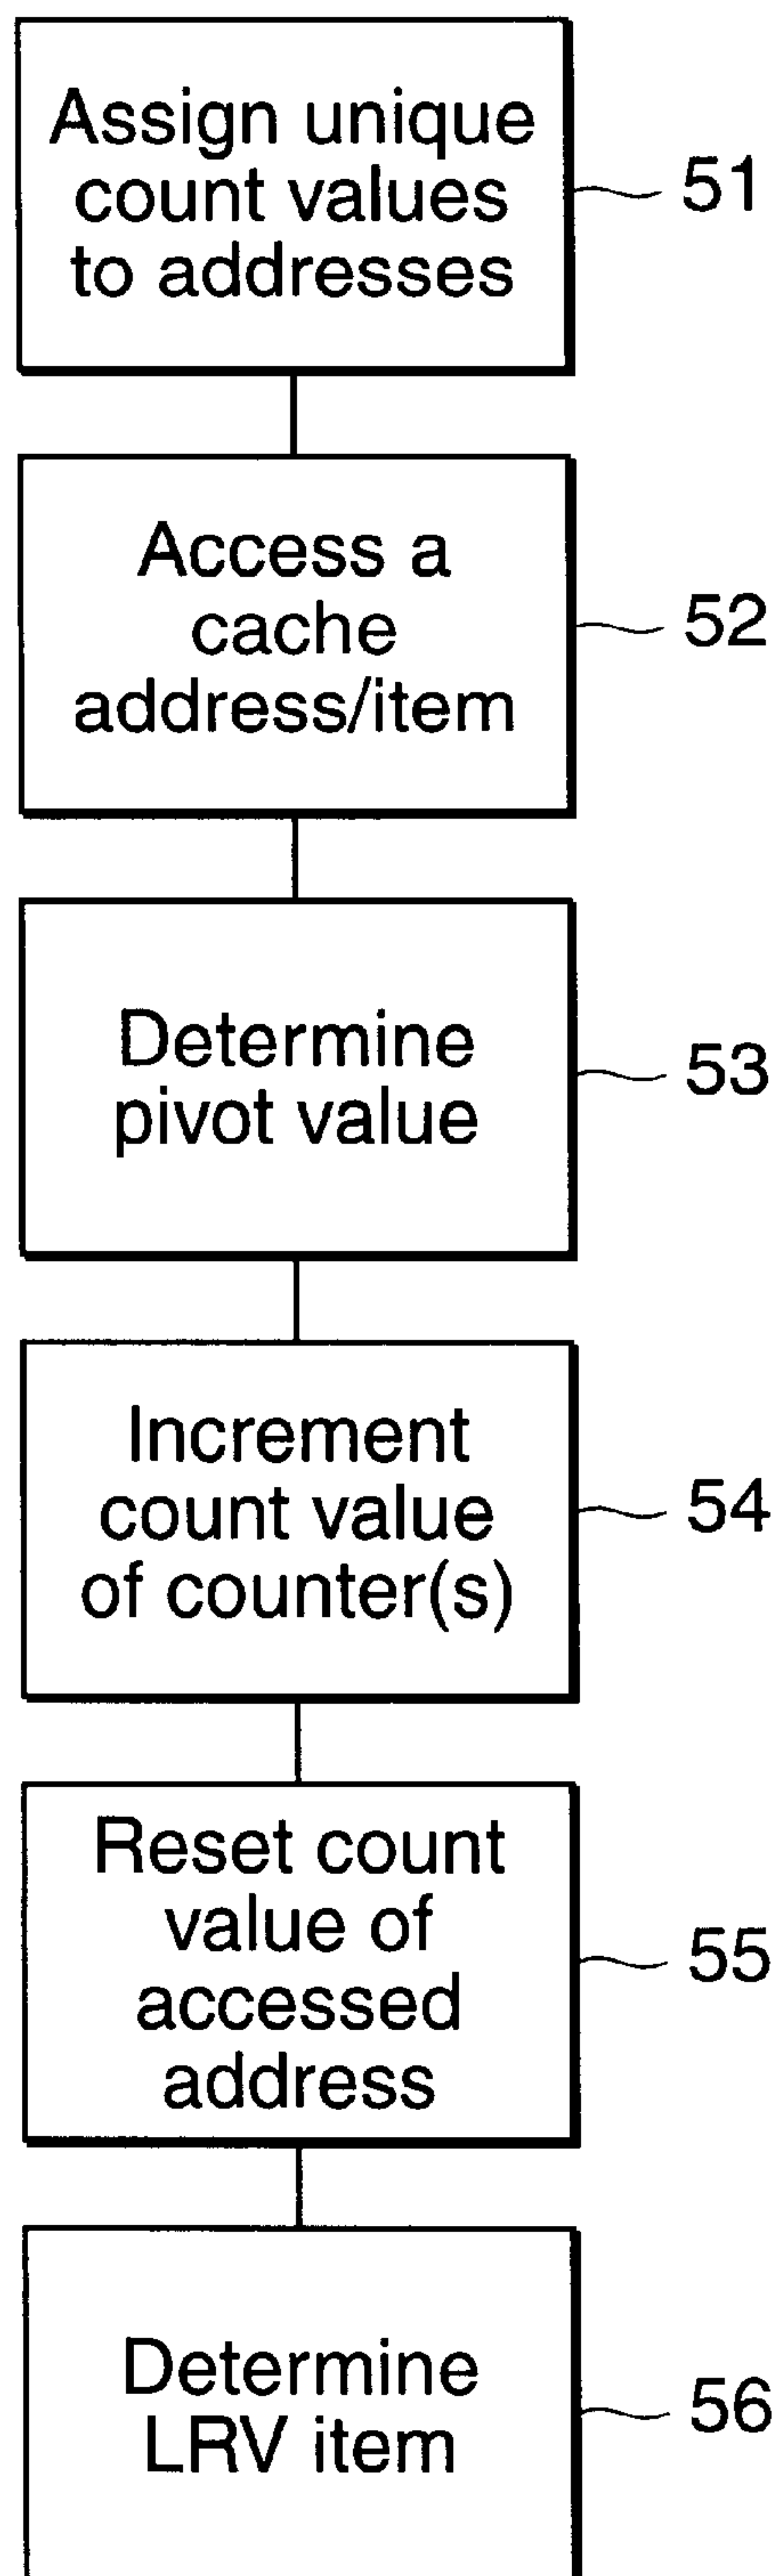 Assign unique
count values
to addresses
51
Access a
cache
address/item
52
Determine
pivot value
53
Increment
count value
of counter(s)
54
Reset count
value of
accessed
address
55
Determine
LRV item
56